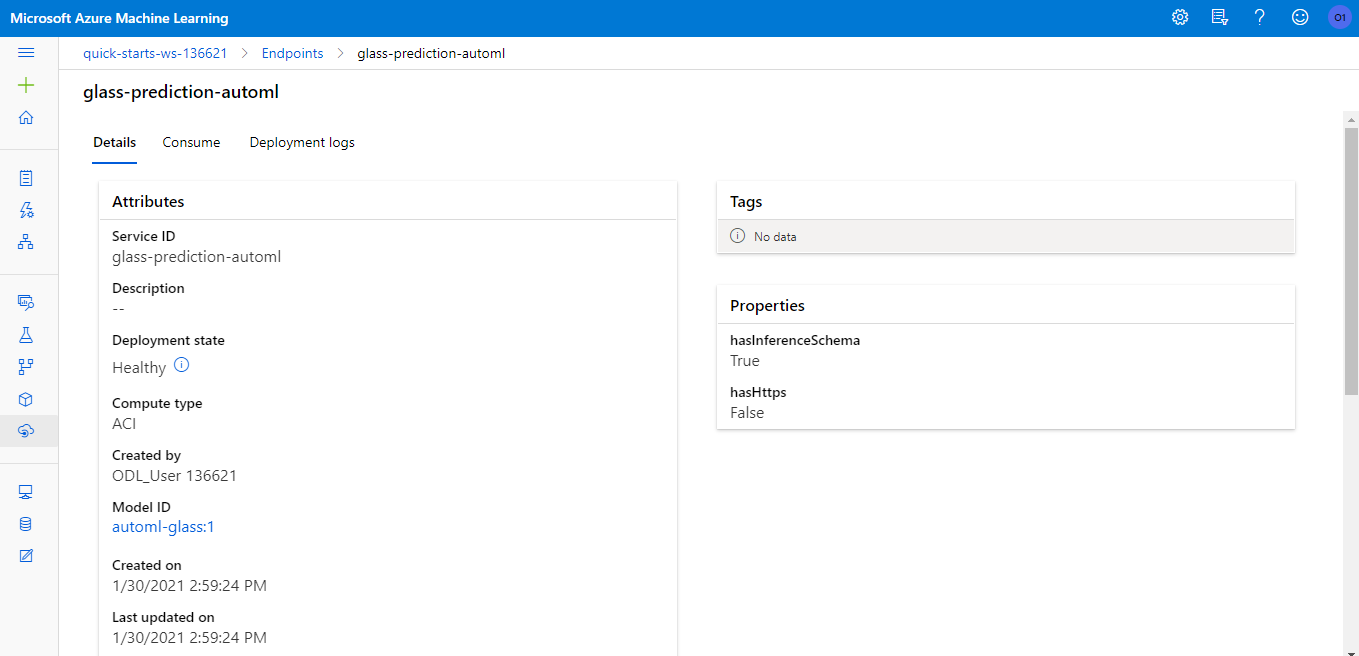 Microsoft Azure Machine Learning
?
O1
quick-starts-ws-136621 > Endpoints > glass-prediction-automl
glass-prediction-automl
Details Consume Deployment logs
Attributes
Service ID
glass-prediction-automl
Description
--
Deployment state
Healthy
Compute type
ACI
Created by
ODL_User 136621
Model ID
automl-glass:1
Created on
1/30/2021 2:59:24 PM
Last updated on
1/30/2021 2:59:24 PM
Tags
No data
Properties
hasInferenceSchema
True
hasHttps
False